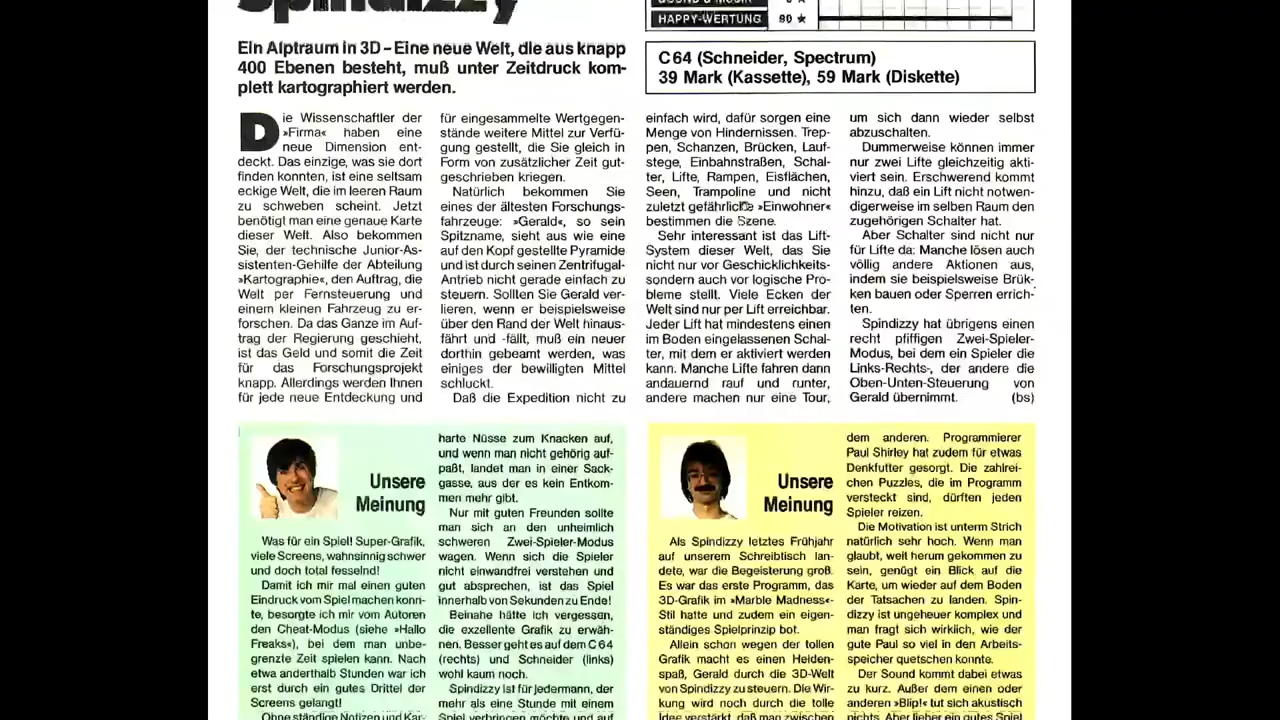 Spindizzy
Ein Alptraum in 3D – Eine neue Welt, die aus knapp
400 Ebenen besteht, muß unter Zeitdruck kom-
plett kartographiert werden.
HAPPY-WERTUNG 80 ★
C 64 (Schneider, Spectrum)
39 Mark (Kassette), 59 Mark (Diskette)
Die Wissenschaftler der
»Firma« haben eine
neue Dimension ent-
deckt. Das einzige, was sie dort
finden konnten, ist eine seltsam
eckige Welt, die im leeren Raum
zu schweben scheint. Jetzt
benötigt man eine genaue Karte
dieser Welt. Also bekommen
Sie, der technische Junior-As-
sistenten-Gehilfe der Abteilung
»Kartographie«, den Auftrag, die
Welt per Fernsteuerung und
einem kleinen Fahrzeug zu er-
forschen. Da das Ganze im Auf-
trag der Regierung geschieht,
ist das Geld und somit die Zeit
für das Forschungsprojekt
knapp. Allerdings werden Ihnen
für jede neue Entdeckung und
für eingesammelte Wertgegen-
stände weitere Mittel zur Verfü-
gung gestellt, die Sie gleich in
Form von zusätzlicher Zeit gut-
geschrieben kriegen.
Natürlich bekommen Sie
eines der ältesten Forschungs-
fahrzeuge: »Gerald«, so sein
Spitzname, sieht aus wie eine
auf den Kopf gestellte Pyramide
und ist durch seinen Zentrifugal-
Antrieb nicht gerade einfach zu
steuern. Sollten Sie Gerald ver-
lieren, wenn er beispielsweise
über den Rand der Welt hinaus-
fährt und -fällt, muß ein neuer
dorthin gebeamt werden, was
einiges der bewilligten Mittel
schluckt.
Daß die Expedition nicht zu
einfach wird, dafür sorgen eine
Menge von Hindernissen. Trep-
pen, Schanzen, Brücken, Lauf-
stege, Einbahnstraßen, Schal-
ter, Lifte, Rampen, Eisflächen,
Seen, Trampoline und nicht
zuletzt gefährliche »Einwohner«
bestimmen die Szene.
Sehr interessant ist das Lift-
System dieser Welt, das Sie
nicht nur vor Geschicklichkeits-
sondern auch vor logische Pro-
bleme stellt. Viele Ecken der
Welt sind nur per Lift erreichbar.
Jeder Lift hat mindestens einen
im Boden eingelassenen Schal-
ter, mit dem er aktiviert werden
kann. Manche Lifte fahren dann
andauernd rauf und runter,
andere machen nur eine Tour,
um sich dann wieder selbst
abzuschalten.
Dummerweise können immer
nur zwei Lifte gleichzeitig akti-
viert sein. Erschwerend kommt
hinzu, daß ein Lift nicht notwen-
digerweise im selben Raum den
zugehörigen Schalter hat.
Aber Schalter sind nicht nur
für Lifte da: Manche lösen auch
völlig andere Aktionen aus,
indem sie beispielsweise Brük-
ken bauen oder Sperren errich-
ten.
Spindizzy hat übrigens einen
recht pfiffigen Zwei-Spieler-
Modus, bei dem ein Spieler die
Links-Rechts-, der andere die
Oben-Unten-Steuerung von
Gerald übernimmt. (bs)
Unsere
Meinung
Was für ein Spiel! Super-Grafik,
viele Screens, wahnsinnig schwer
und doch total fesselnd!
Damit ich mir mal einen guten
Eindruck vom Spiel machen konn-
te, besorgte ich mir vom Autoren
den Cheat-Modus (siehe »Hallo
Freaks«), bei dem man unbe-
grenzte Zeit spielen kann. Nach
etwa anderthalb Stunden war ich
erst durch ein gutes Drittel der
Screens gelangt!
Ohne ständige Notizen und Kar-
harte Nüsse zum Knacken auf,
und wenn man nicht gehörig auf-
paßt, landet man in einer Sack-
gasse, aus der es kein Entkom-
men mehr gibt.
Nur mit guten Freunden sollte
man sich an den unheimlich
schweren Zwei-Spieler-Modus
wagen. Wenn sich die Spieler
nicht einwandfrei verstehen und
gut absprechen, ist das Spiel
innerhalb von Sekunden zu Ende!
Beinahe hätte ich vergessen,
die exzellente Grafik zu erwäh-
nen. Besser geht es auf dem C 64
(rechts) und Schneider (links)
wohl kaum noch.
Spindizzy ist für jedermann, der
mehr als eine Stunde mit einem
Spiel verbringen möchte und auf
Unsere
Meinung
Als Spindizzy letztes Frühjahr
auf unserem Schreibtisch lan-
dete, war die Begeisterung groß.
Es war das erste Programm, das
3D-Grafik im »Marble Madness«-
Stil hatte und zudem ein eigen-
ständiges Spielprinzip bot.
Allein schon wegen der tollen
Grafik macht es einen Heiden-
spaß, Gerald durch die 3D-Welt
von Spindizzy zu steuern. Die Wir-
kung wird noch durch die tolle
Idee verstärkt, daß man zwischen
dem anderen. Programmierer
Paul Shirley hat zudem für etwas
Denkfutter gesorgt. Die zahlrei-
chen Puzzles, die im Programm
versteckt sind, dürften jeden
Spieler reizen.
Die Motivation ist unterm Strich
natürlich sehr hoch. Wenn man
glaubt, weit herum gekommen zu
sein, genügt ein Blick auf die
Karte, um wieder auf dem Boden
der Tatsachen zu landen. Spin-
dizzy ist ungeheuer komplex und
man fragt sich wirklich, wie der
gute Paul so viel in den Arbeits-
speicher quetschen konnte.
Der Sound kommt dabei etwas
zu kurz. Außer dem einen oder
anderen »Blip!« tut sich akustisch
nichts. Aber lieber ein gutes Spiel